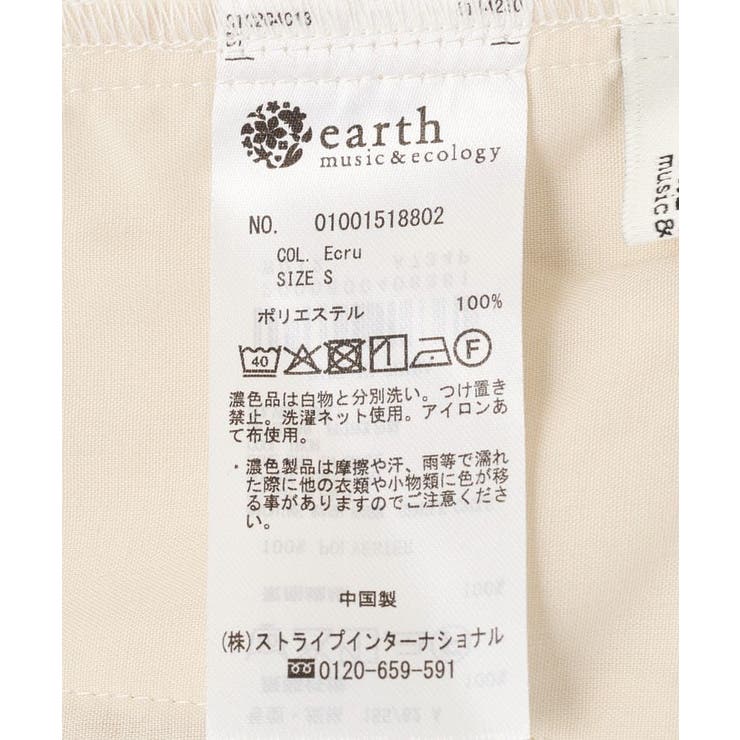 earth
music & ecology
NO. 01001518802
COL. Ecru
SIZE S
ポリエステル 100%
40
F
濃色品は白物と分別洗い。つけ置き
禁止。洗濯ネット使用。アイロンあ
て布使用。
・濃色製品は摩擦や汗、雨等で濡れ
た際に他の衣類や小物類に色が移
る事がありますのでご注意くださ
い。
中国製
(株)ストライプインターナショナル
0120-659-591
music &